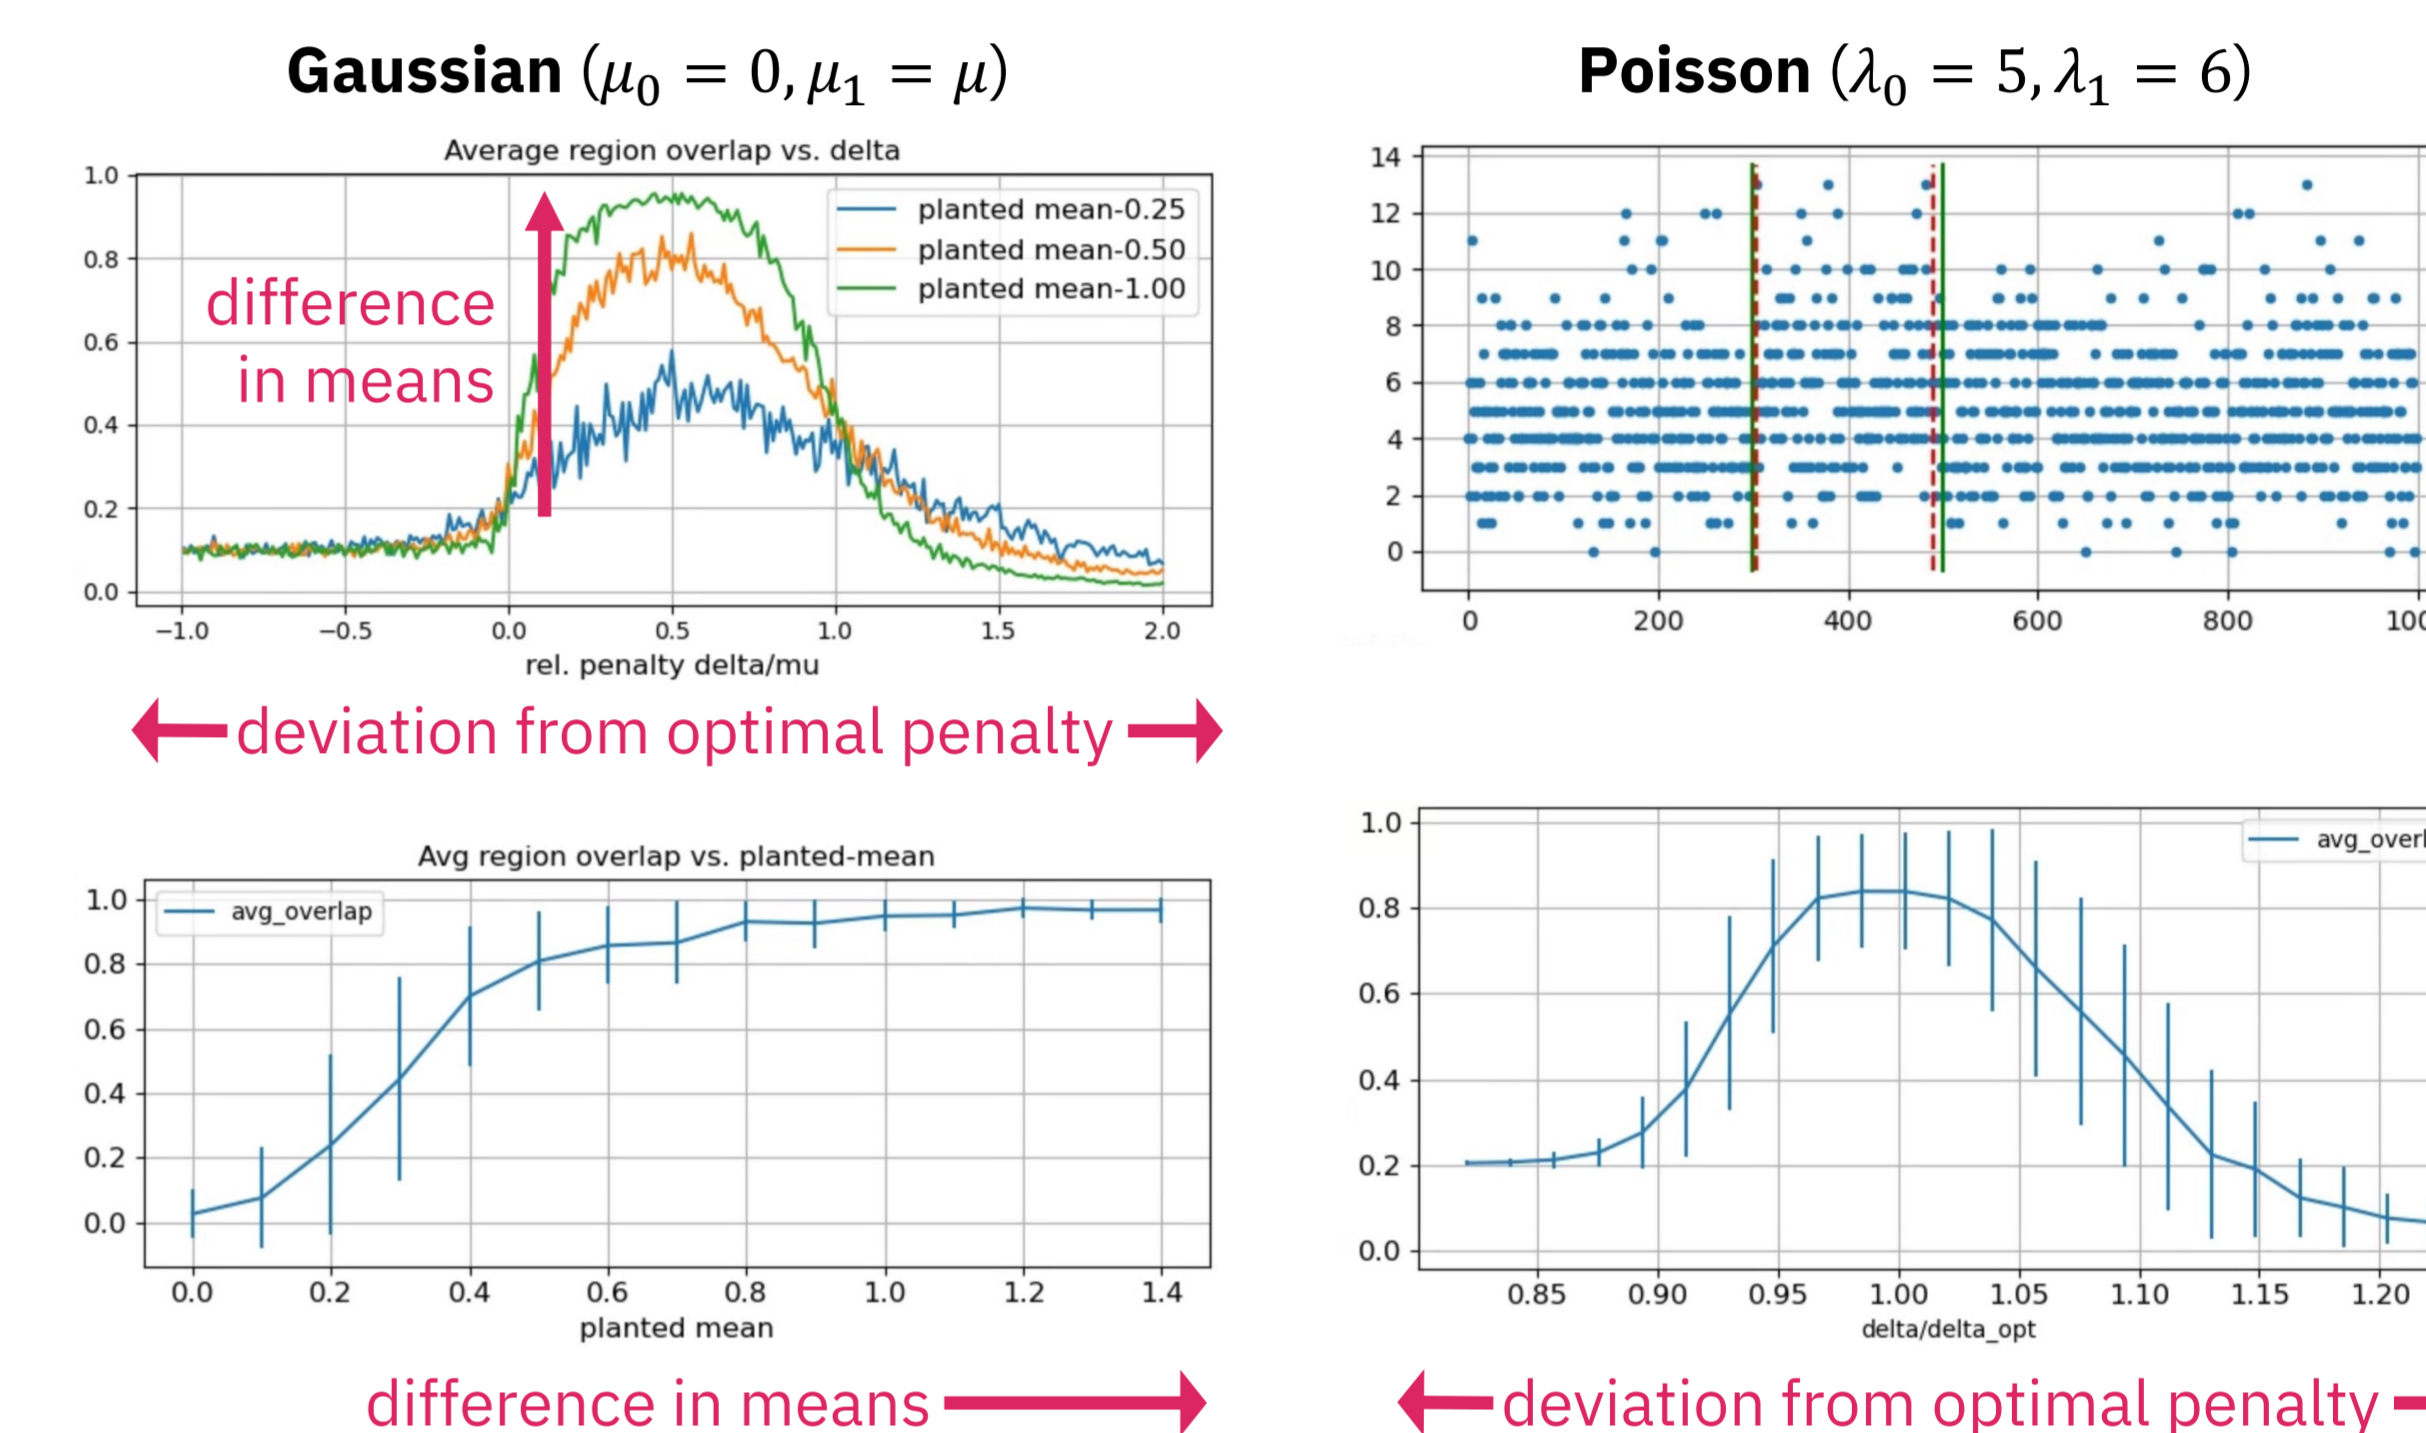 Gaussian (μ₀ = 0, μ₁ = μ)
Average region overlap vs. delta
1.0
0.8
0.6
0.4
0.2
0.0
planted mean-0.25
planted mean-0.50
planted mean-1.00
difference
in means
−1.0 −0.5 0.0 0.5 1.0 1.5 2.0
rel. penalty delta/mu
deviation from optimal penalty
Avg region overlap vs. planted-mean
1.0
0.8
0.6
0.4
0.2
0.0
avg_overlap
0.0 0.2 0.4 0.6 0.8 1.0 1.2 1.4
planted mean
difference in means
Poisson (λ₀ = 5, λ₁ = 6)
14
12
10
8
6
4
2
0
0 200 400 600 800
1.0
0.8
0.6
0.4
0.2
0.0
0.85 0.90 0.95 1.00 1.05 1.10 1.15 1.20
delta/delta_opt
deviation from optimal penalty